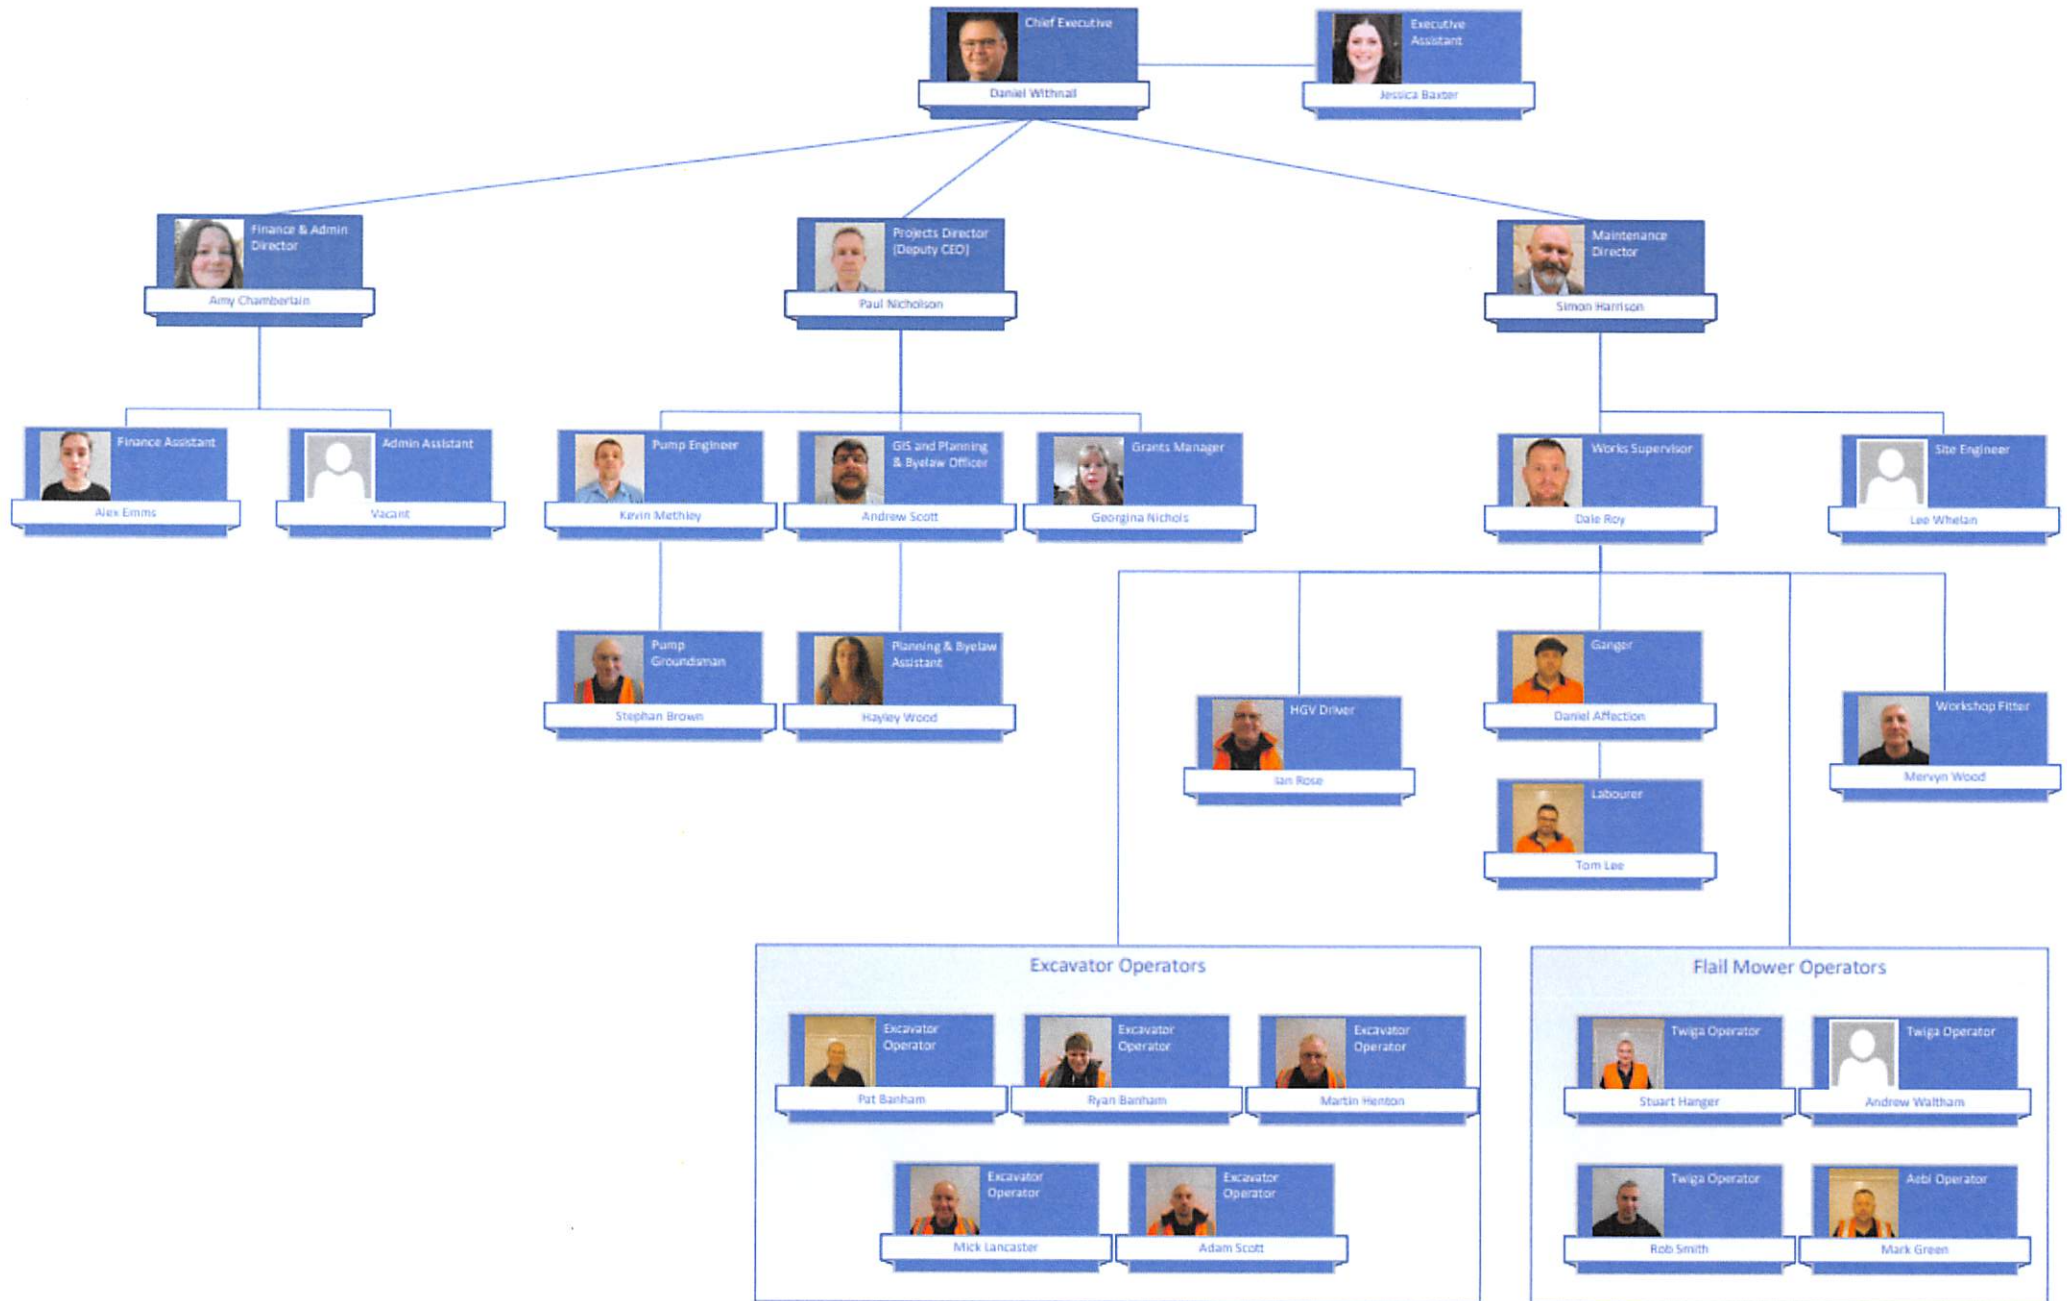 Chief Executive
Daniel Withnall
Executive
Assistant
Jessica Baxter
Finance & Admin
Director
Amy Chamberlain
Projects Director
(Deputy CEO)
Paul Nicholson
Maintenance
Director
Simon Harrison
Finance Assistant
Alex Emms
Admin Assistant
Vacant
Pump Engineer
Kevin Methley
GIS and Planning
& Byelaw Officer
Andrew Scott
Grants Manager
Georgina Nichols
Works Supervisor
Dale Roy
Site Engineer
Lee Whelan
Pump
Groundsman
Stephan Brown
Planning & Byelaw
Assistant
Hayley Wood
HGV Driver
Ian Rose
Ganger
Daniel Affection
Workshop Fitter
Mervyn Wood
Labourer
Tom Lee
Excavator Operators
Excavator
Operator
Pat Banham
Excavator
Operator
Ryan Banham
Excavator
Operator
Martin Henton
Excavator
Operator
Mick Lancaster
Excavator
Operator
Adam Scott
Flail Mower Operators
Twiga Operator
Stuart Hanger
Twiga Operator
Andrew Waltham
Twiga Operator
Rob Smith
Aebi Operator
Mark Green